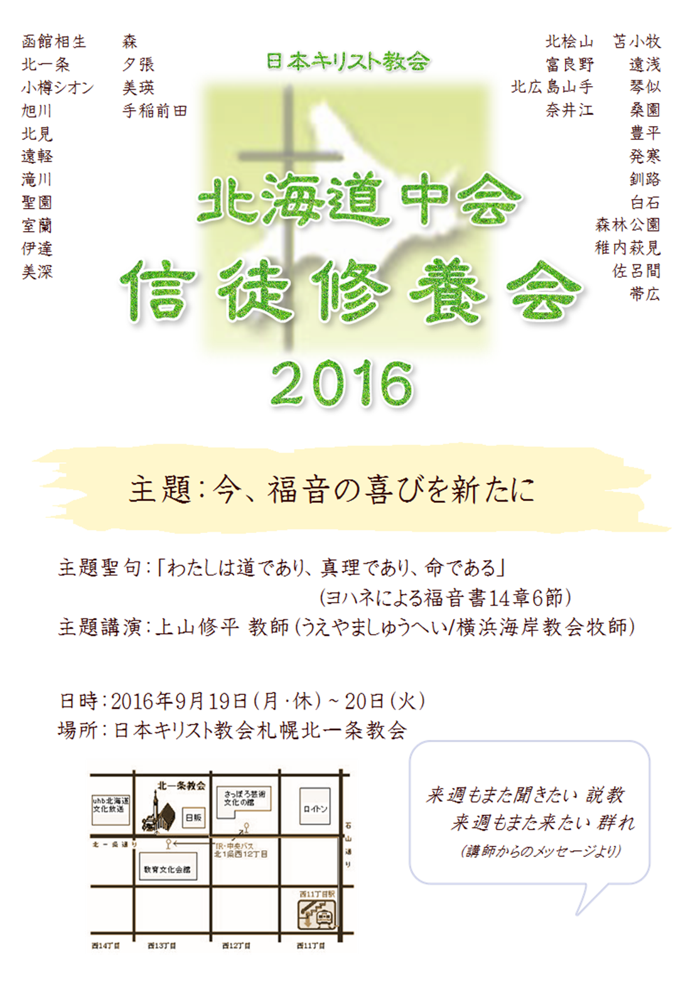 函館相生 森
北一条 夕張
小樽シオン 美瑛
旭川 手稲前田
北見
遠軽
滝川
聖園
室蘭
伊達
美深
北桧山 苫小牧
富良野 遠浅
北広島山手 琴似
奈井江 桑園
豊平
発寒
釧路
白石
森林公園
稚内萩見
佐呂間
帯広
日本キリスト教会
北海道中会
信徒修養会
2016
主題：今、福音の喜びを新たに
主題聖句：「わたしは道であり、真理であり、命である」
(ヨハネによる福音書14章6節)
主題講演：上山修平 教師(うえやましゅうへい/横浜海岸教会牧師)
日時：2016年9月19日(月・休)～20日(火)
場所：日本キリスト教会札幌北一条教会
北一条教会
uhb北海道
文化放送
日販
さっぽろ芸術
文化の館
ロイトン
石山通り
北一条通り
JR・中央バス
北1条西12丁目
教育文化会館
西11丁目駅
西14丁目 西13丁目 西12丁目 西11丁目
来週もまた聞きたい 説教
来週もまた来たい 群れ
(講師からのメッセージより)